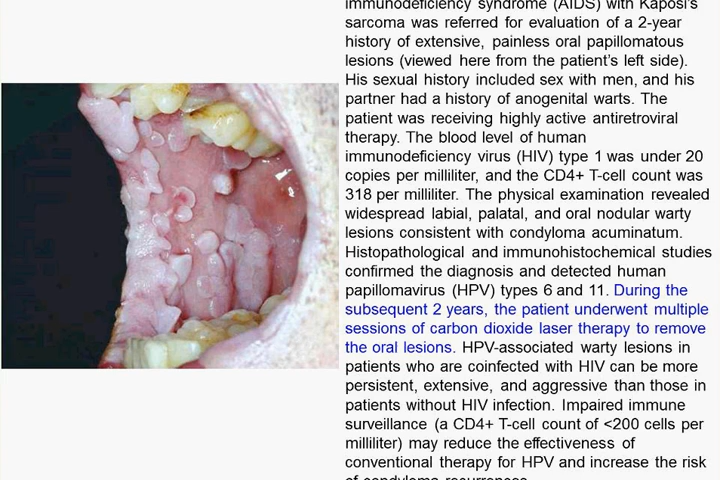 immunodeficiency syndrome (AIDS) with Kaposi's
sarcoma was referred for evaluation of a 2-year
history of extensive, painless oral papillomatous
lesions (viewed here from the patient's left side).
His sexual history included sex with men, and his
partner had a history of anogenital warts. The
patient was receiving highly active antiretroviral
therapy. The blood level of human
immunodeficiency virus (HIV) type 1 was under 20
copies per milliliter, and the CD4+ T-cell count was
318 per milliliter. The physical examination revealed
widespread labial, palatal, and oral nodular warty
lesions consistent with condyloma acuminatum.
Histopathological and immunohistochemical studies
confirmed the diagnosis and detected human
papillomavirus (HPV) types 6 and 11. During the
subsequent 2 years, the patient underwent multiple
sessions of carbon dioxide laser therapy to remove
the oral lesions. HPV-associated warty lesions in
patients who are coinfected with HIV can be more
persistent, extensive, and aggressive than those in
patients without HIV infection. Impaired immune
surveillance (a CD4+ T-cell count of <200 cells per
milliliter) may reduce the effectiveness of
conventional therapy for HPV and increase the risk
of condyloma recurrences